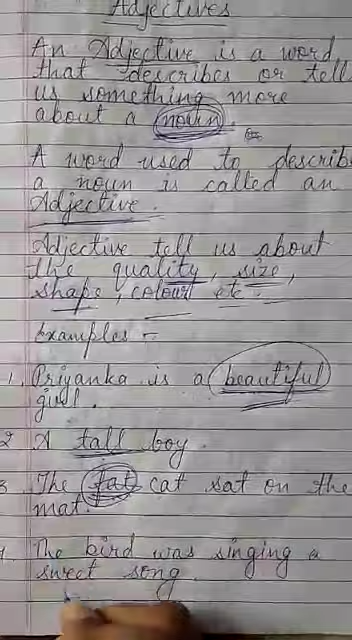 Adjectives
An Adjective is a word
that describes or tell
us something more
about a noun.
A word used to describe
a noun is called an
Adjective.
Adjective tell us about
the quality, size,
shape, colour etc.
Examples -
1. Priyanka is a beautiful
girl.
2 A tall boy.
3 The fat cat sat on the
mat.
4. The bird was singing a
sweet song.